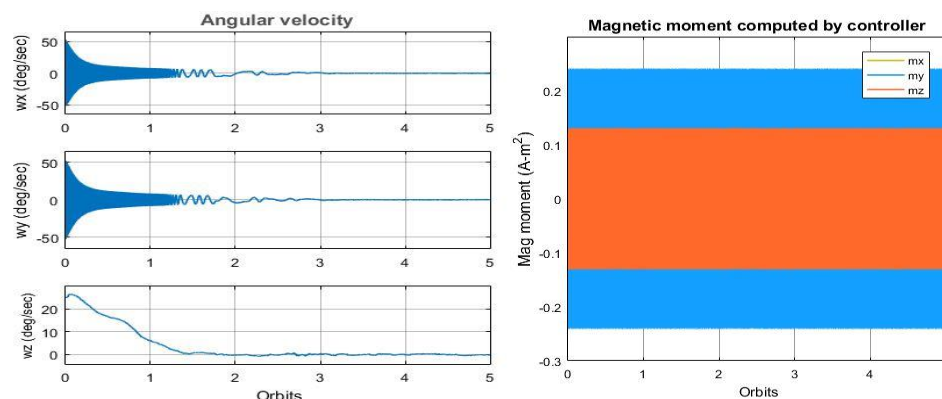 Angular velocity
wx (deg/sec)
50
0
-50
0 1 2 3 4 5
wy (deg/sec)
50
0
-50
0 1 2 3 4 5
wz (deg/sec)
20
10
0
0 1 2 3 4 5
Orbits
Magnetic moment computed by controller
mx
my
mz
Mag moment (A-m²)
0.2
0.1
0
-0.1
-0.2
-0.3
0 1 2 3 4
Orbits